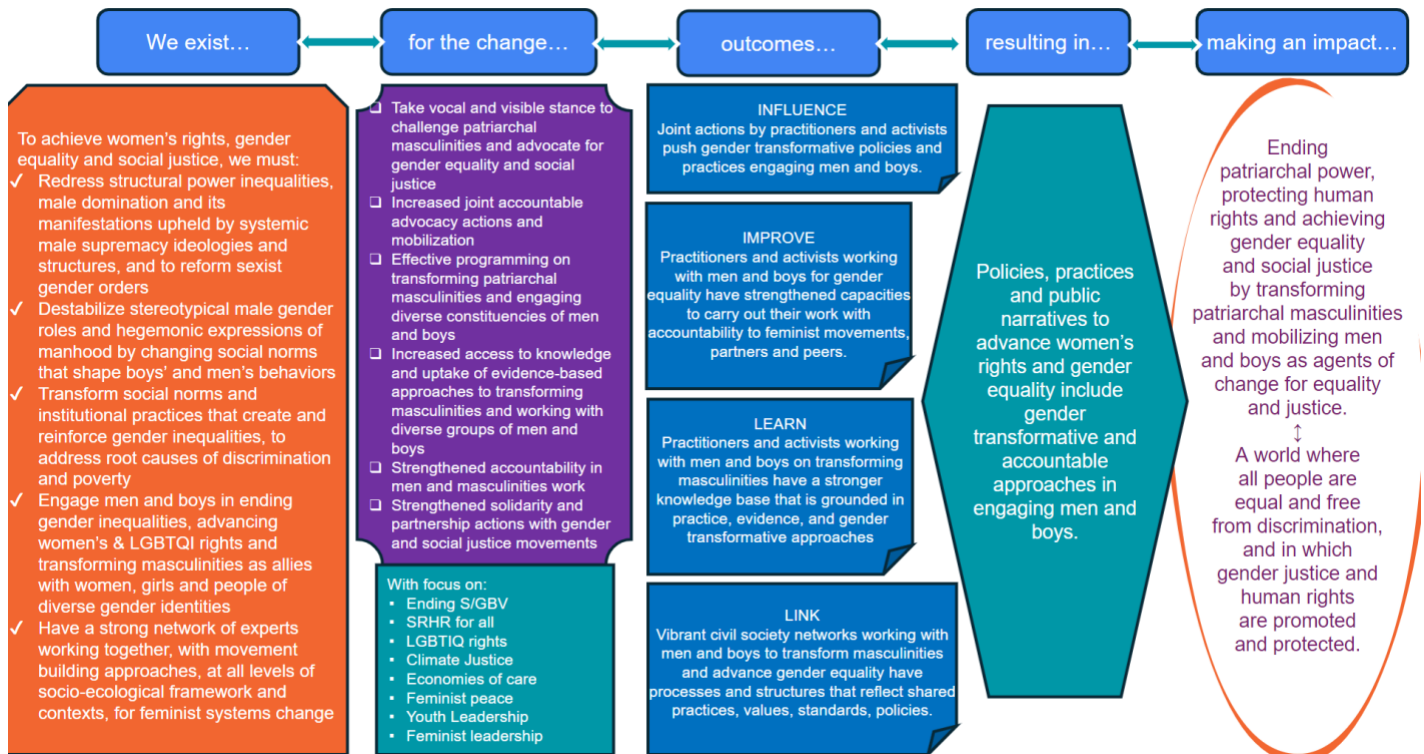 We exist…
for the change…
outcomes…
resulting in…
making an impact…
To achieve women's rights, gender
equality and social justice, we must:
✓ Redress structural power inequalities,
male domination and its
manifestations upheld by systemic
male supremacy ideologies and
structures, and to reform sexist
gender orders
✓ Destabilize stereotypical male gender
roles and hegemonic expressions of
manhood by changing social norms
that shape boys' and men's behaviors
✓ Transform social norms and
institutional practices that create and
reinforce gender inequalities, to
address root causes of discrimination
and poverty
✓ Engage men and boys in ending
gender inequalities, advancing
women's & LGBTQI rights and
transforming masculinities as allies
with women, girls and people of
diverse gender identities
✓ Have a strong network of experts
working together, with movement
building approaches, at all levels of
socio-ecological framework and
contexts, for feminist systems change
❑ Take vocal and visible stance to
challenge patriarchal
masculinities and advocate for
gender equality and social
justice
❑ Increased joint accountable
advocacy actions and
mobilization
❑ Effective programming on
transforming patriarchal
masculinities and engaging
diverse constituencies of men
and boys
❑ Increased access to knowledge
and uptake of evidence-based
approaches to transforming
masculinities and working with
diverse groups of men and
boys
❑ Strengthened accountability in
men and masculinities work
❑ Strengthened solidarity and
partnership actions with gender
and social justice movements
With focus on:
• Ending S/GBV
• SRHR for all
• LGBTIQ rights
• Climate Justice
• Economies of care
• Feminist peace
• Youth Leadership
• Feminist leadership
INFLUENCE
Joint actions by practitioners and activists
push gender transformative policies and
practices engaging men and boys.
IMPROVE
Practitioners and activists working
with men and boys for gender
equality have strengthened capacities
to carry out their work with
accountability to feminist movements,
partners and peers.
LEARN
Practitioners and activists working
with men and boys on transforming
masculinities have a stronger
knowledge base that is grounded in
practice, evidence, and gender
transformative approaches
LINK
Vibrant civil society networks working with
men and boys to transform masculinities
and advance gender equality have
processes and structures that reflect shared
practices, values, standards, policies.
Policies, practices
and public
narratives to
advance women's
rights and gender
equality include
gender
transformative and
accountable
approaches in
engaging men and
boys.
Ending
patriarchal power,
protecting human
rights and achieving
gender equality
and social justice
by transforming
patriarchal masculinities
and mobilizing men
and boys as agents of
change for equality
and justice.
↕
A world where
all people are
equal and free
from discrimination,
and in which
gender justice and
human rights
are promoted
and protected.